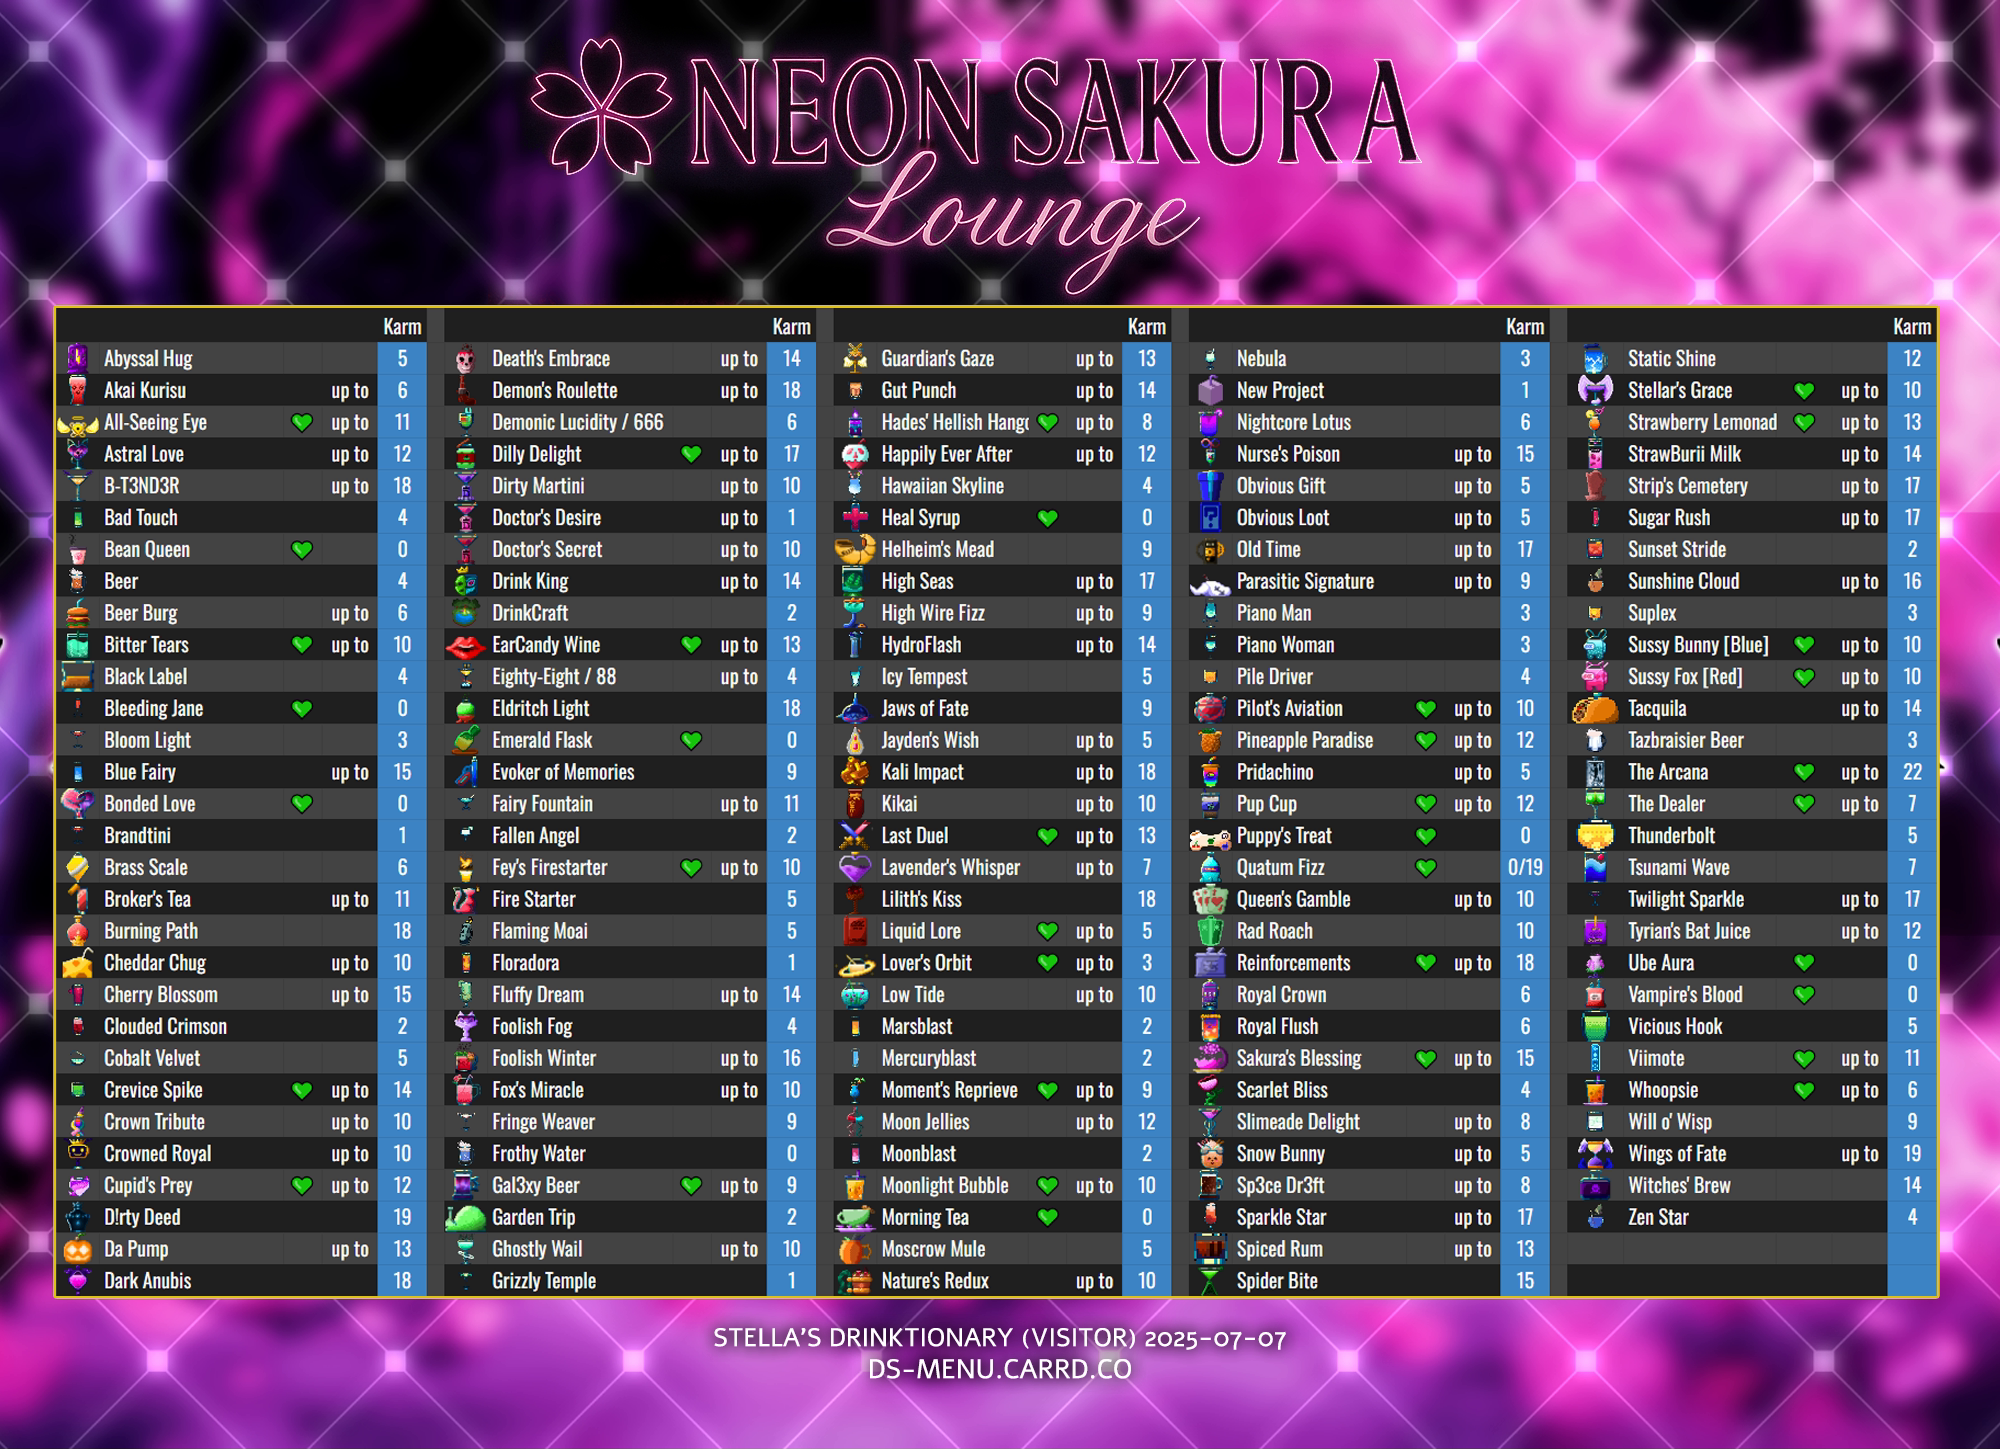 NEON SAKURA
Lounge
Karm
Abyssal Hug 5
Akai Kurisu up to 6
All-Seeing Eye up to 11
Astral Love up to 12
B-T3ND3R up to 18
Bad Touch 4
Bean Queen 0
Beer 4
Beer Burg up to 6
Bitter Tears up to 10
Black Label 4
Bleeding Jane 0
Bloom Light 3
Blue Fairy up to 15
Bonded Love 0
Brandtini 1
Brass Scale 6
Broker's Tea up to 11
Burning Path 18
Cheddar Chug up to 10
Cherry Blossom up to 15
Clouded Crimson 2
Cobalt Velvet 5
Crevice Spike up to 14
Crown Tribute up to 10
Crowned Royal up to 10
Cupid's Prey up to 12
D!rty Deed 19
Da Pump up to 13
Dark Anubis 18
Karm
Death's Embrace up to 14
Demon's Roulette up to 18
Demonic Lucidity / 666 6
Dilly Delight up to 17
Dirty Martini up to 10
Doctor's Desire up to 1
Doctor's Secret up to 10
Drink King up to 14
DrinkCraft 2
EarCandy Wine up to 13
Eighty-Eight / 88 up to 4
Eldritch Light 18
Emerald Flask 0
Evoker of Memories 9
Fairy Fountain up to 11
Fallen Angel 2
Fey's Firestarter up to 10
Fire Starter 5
Flaming Moai 5
Floradora 1
Fluffy Dream up to 14
Foolish Fog 4
Foolish Winter up to 16
Fox's Miracle up to 10
Fringe Weaver 9
Frothy Water 0
Gal3xy Beer up to 9
Garden Trip 2
Ghostly Wail up to 10
Grizzly Temple 1
Karm
Guardian's Gaze up to 13
Gut Punch up to 14
Hades' Hellish Hang up to 8
Happily Ever After up to 12
Hawaiian Skyline 4
Heal Syrup 0
Helheim's Mead 9
High Seas up to 17
High Wire Fizz up to 9
HydroFlash up to 14
Icy Tempest 5
Jaws of Fate 9
Jayden's Wish up to 5
Kali Impact up to 18
Kikai up to 10
Last Duel up to 13
Lavender's Whisper up to 7
Lilith's Kiss 18
Liquid Lore up to 5
Lover's Orbit up to 3
Low Tide up to 10
Marsblast 2
Mercuryblast 2
Moment's Reprieve up to 9
Moon Jellies up to 12
Moonblast 2
Moonlight Bubble up to 10
Morning Tea 0
Moscrow Mule 5
Nature's Redux up to 10
Karm
Nebula 3
New Project 1
Nightcore Lotus 6
Nurse's Poison up to 15
Obvious Gift up to 5
Obvious Loot up to 5
Old Time up to 17
Parasitic Signature up to 9
Piano Man 3
Piano Woman 3
Pile Driver 4
Pilot's Aviation up to 10
Pineapple Paradise up to 12
Pridachino up to 5
Pup Cup up to 12
Puppy's Treat 0
Quatum Fizz 0/19
Queen's Gamble up to 10
Rad Roach 10
Reinforcements up to 18
Royal Crown 6
Royal Flush 6
Sakura's Blessing up to 15
Scarlet Bliss 4
Slimeade Delight up to 8
Snow Bunny up to 5
Sp3ce Dr3ft up to 8
Sparkle Star up to 17
Spiced Rum up to 13
Spider Bite 15
Karm
Static Shine 12
Stellar's Grace up to 10
Strawberry Lemonad up to 13
StrawBurii Milk up to 14
Strip's Cemetery up to 17
Sugar Rush up to 17
Sunset Stride 2
Sunshine Cloud up to 16
Suplex 3
Sussy Bunny [Blue] up to 10
Sussy Fox [Red] up to 10
Tacquila up to 14
Tazbraisier Beer 3
The Arcana up to 22
The Dealer up to 7
Thunderbolt 5
Tsunami Wave 7
Twilight Sparkle up to 17
Tyrian's Bat Juice up to 12
Ube Aura 0
Vampire's Blood 0
Vicious Hook 5
Viimote up to 11
Whoopsie up to 6
Will o' Wisp 9
Wings of Fate up to 19
Witches' Brew 14
Zen Star 4
STELLA'S DRINKTIONARY (VISITOR) 2025-07-07
DS-MENU.CARRD.CO